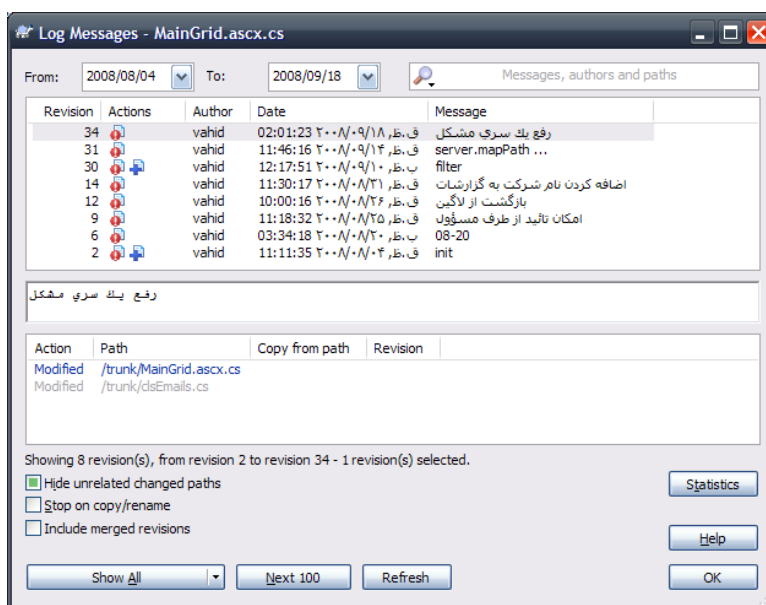 Log Messages - MainGrid.ascx.cs
From: 2008/08/04 To: 2008/09/18 Messages, authors and paths
Revision Actions Author Date Message
34 vahid 02:01:23 ق.ظ, ۲۰۰۸/۰۹/۱۸ رفع يك سري مشكل
31 vahid 11:46:16 ق.ظ, ۲۰۰۸/۰۹/۱۴ server.mapPath ...
30 vahid 12:17:51 ب.ظ, ۲۰۰۸/۰۹/۱۰ filter
14 vahid 11:30:17 ق.ظ, ۲۰۰۸/۰۸/۳۱ اضافه كردن نام شركت به گزارشات
12 vahid 10:00:16 ق.ظ, ۲۰۰۸/۰۸/۲۶ بازگشت از لاگين
9 vahid 11:18:32 ق.ظ, ۲۰۰۸/۰۸/۲۵ امكان تائيد از طرف مسؤول
6 vahid 03:34:18 ب.ظ, ۲۰۰۸/۰۸/۲۰ 08-20
2 vahid 11:11:35 ق.ظ, ۲۰۰۸/۰۸/۰۴ init
رفع يك سري مشكل
Action Path Copy from path Revision
Modified /trunk/MainGrid.ascx.cs
Modified /trunk/clsEmails.cs
Showing 8 revision(s), from revision 2 to revision 34 - 1 revision(s) selected.
Hide unrelated changed paths Statistics
Stop on copy/rename
Include merged revisions
Help
Show All Next 100 Refresh OK